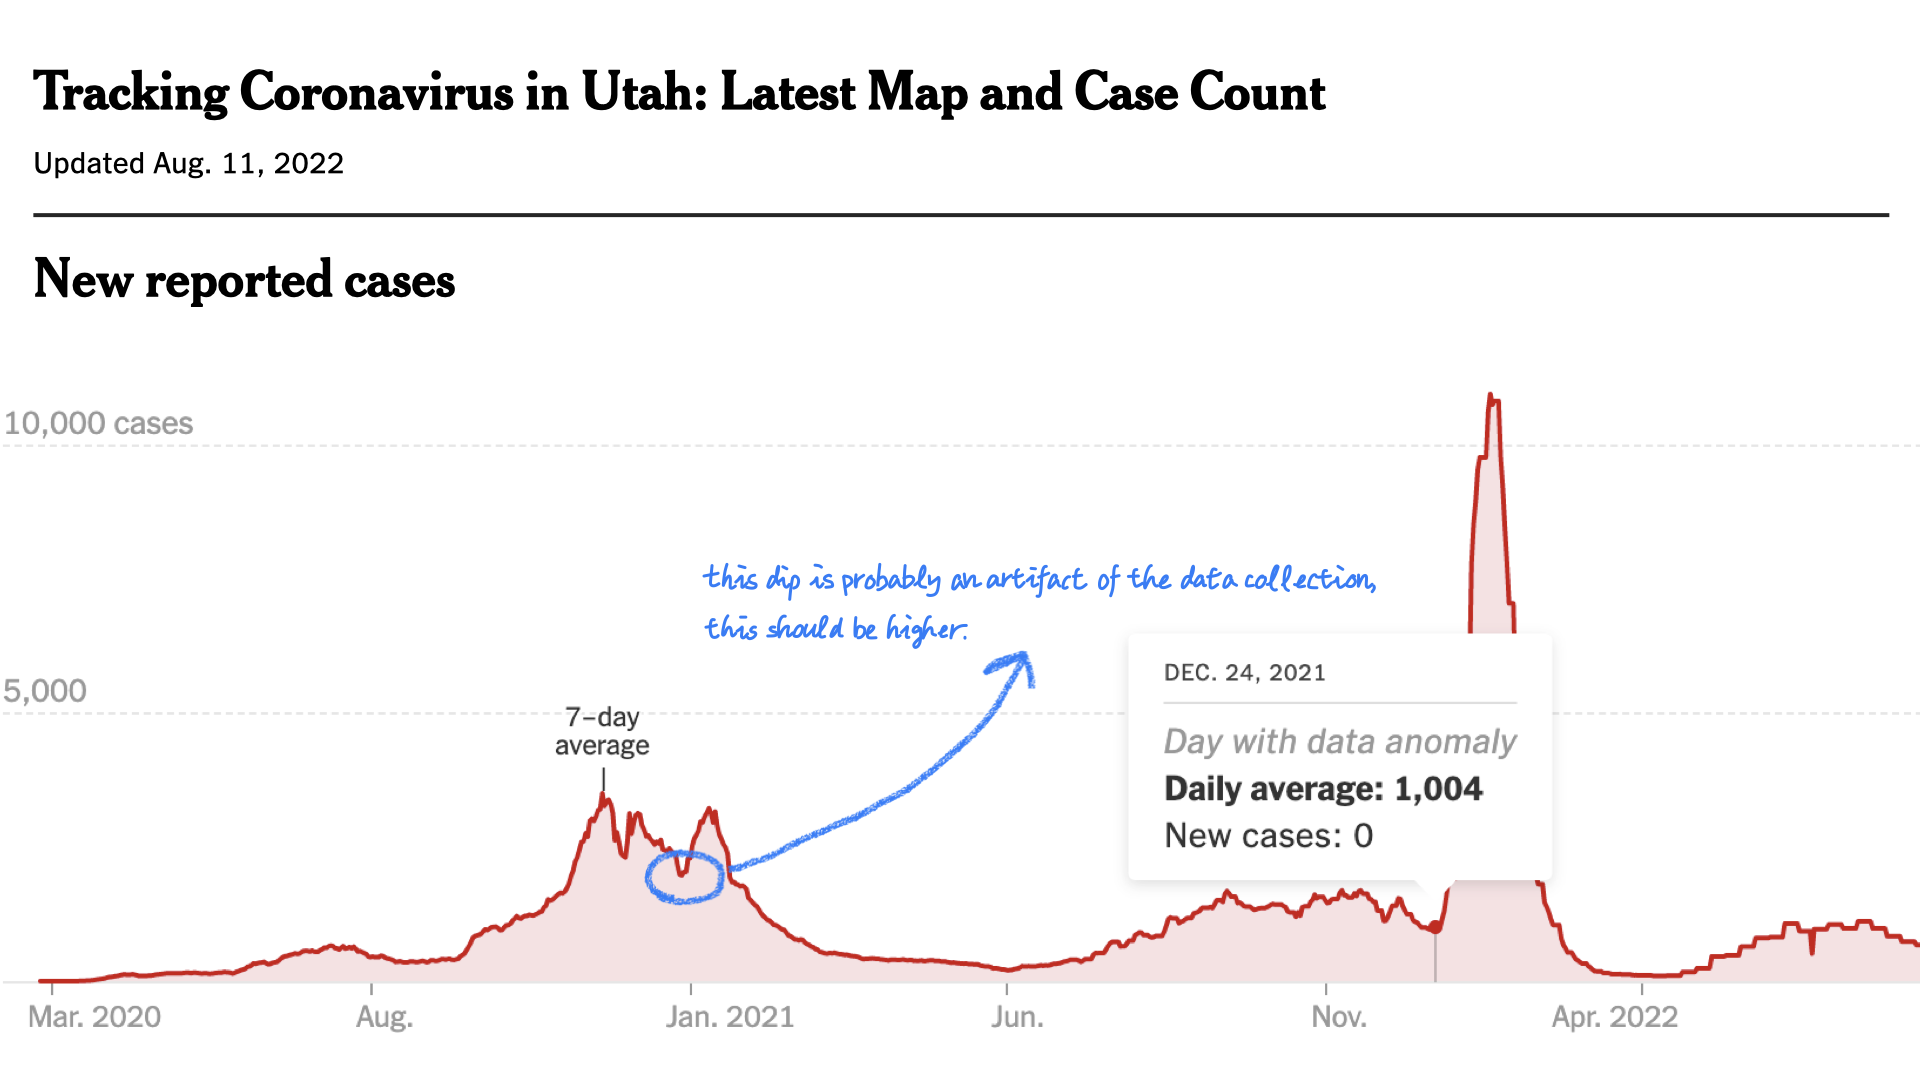 Tracking Coronavirus in Utah: Latest Map and Case Count
Updated Aug. 11, 2022
New reported cases
10,000 cases
this dip is probably an artifact of the data collection,
this should be higher.
5,000
7–day
average
DEC. 24, 2021
Day with data anomaly
Daily average: 1,004
New cases: 0
Mar. 2020
Aug.
Jan. 2021
Jun.
Nov.
Apr. 2022